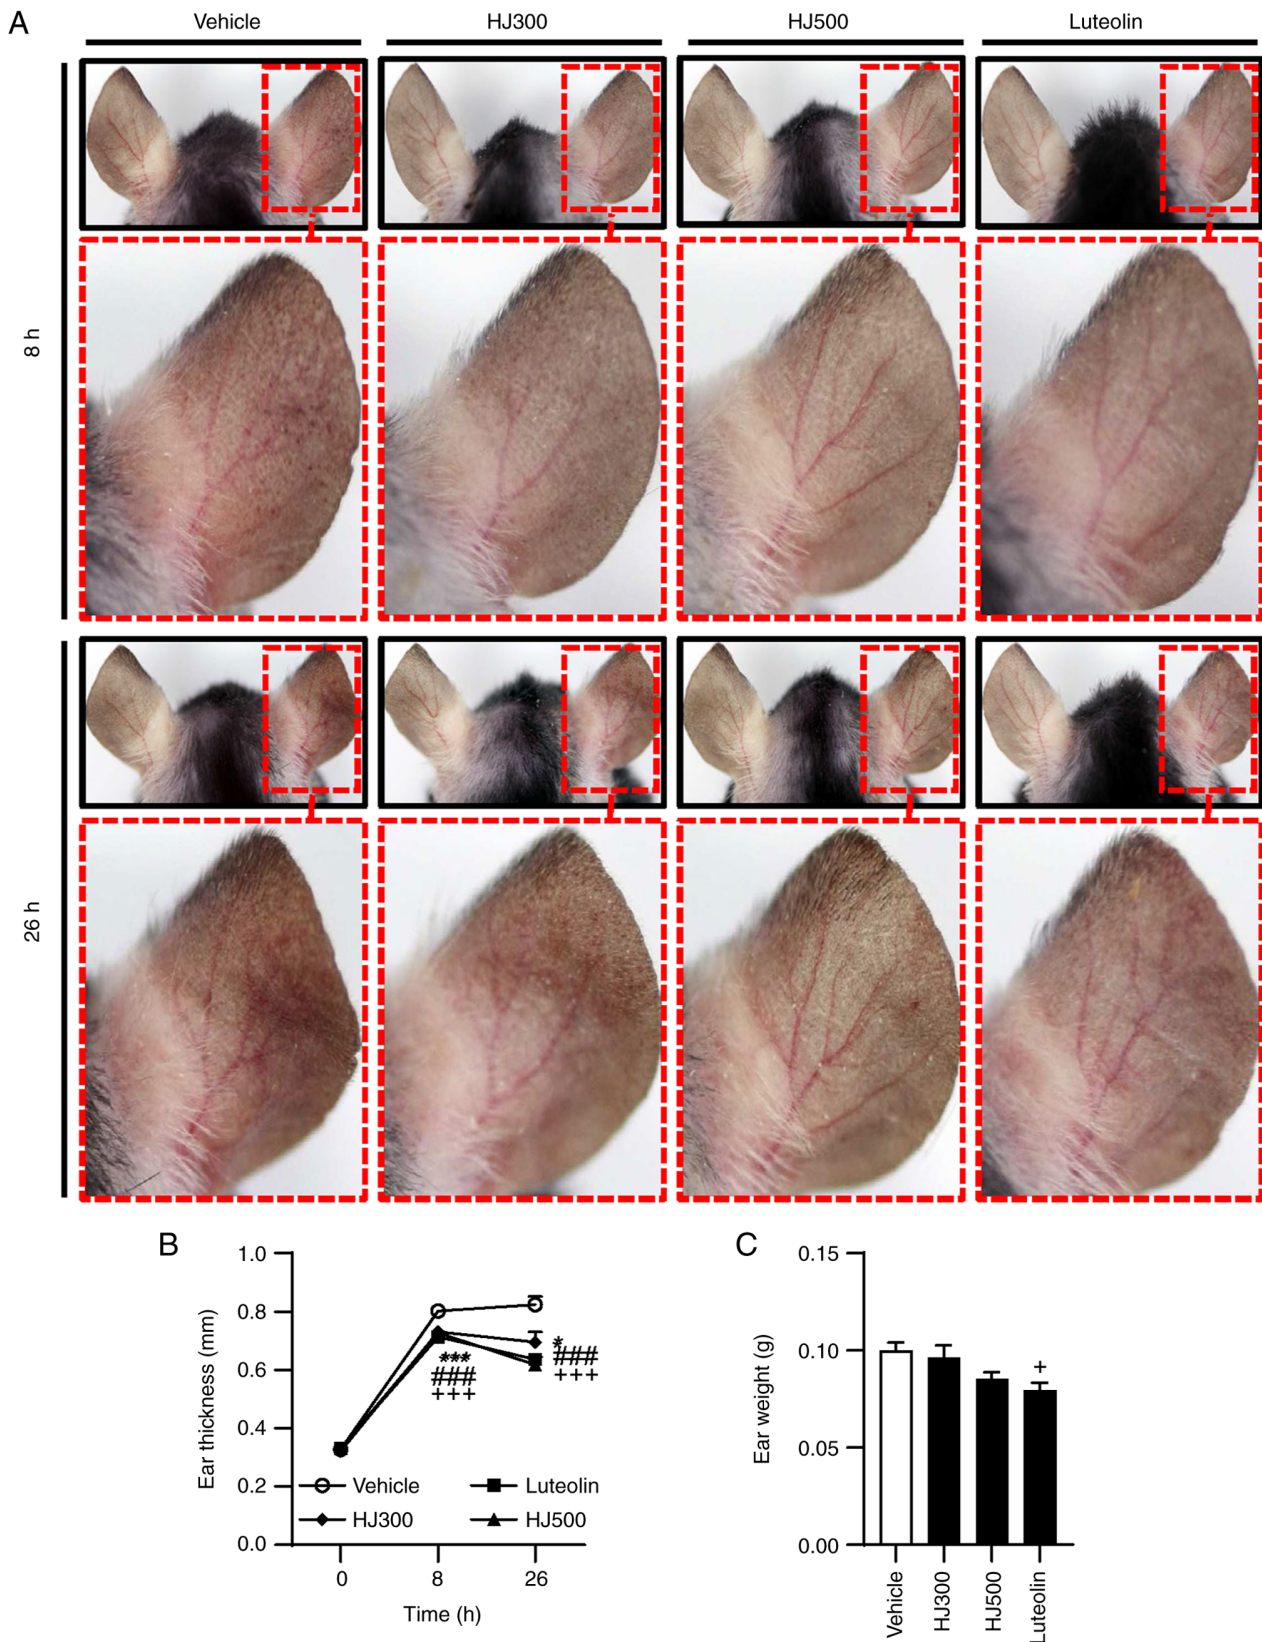 A
Vehicle
HJ300
HJ500
Luteolin
8 h
26 h
B
Ear thickness (mm)
1.0
0.8
0.6
0.4
0.2
0.0
***
###
+++
*
###
+++
Vehicle
Luteolin
HJ300
HJ500
0
8
26
Time (h)
C
Ear weight (g)
0.15
0.10
0.05
0.00
+
Vehicle
HJ300
HJ500
Luteolin